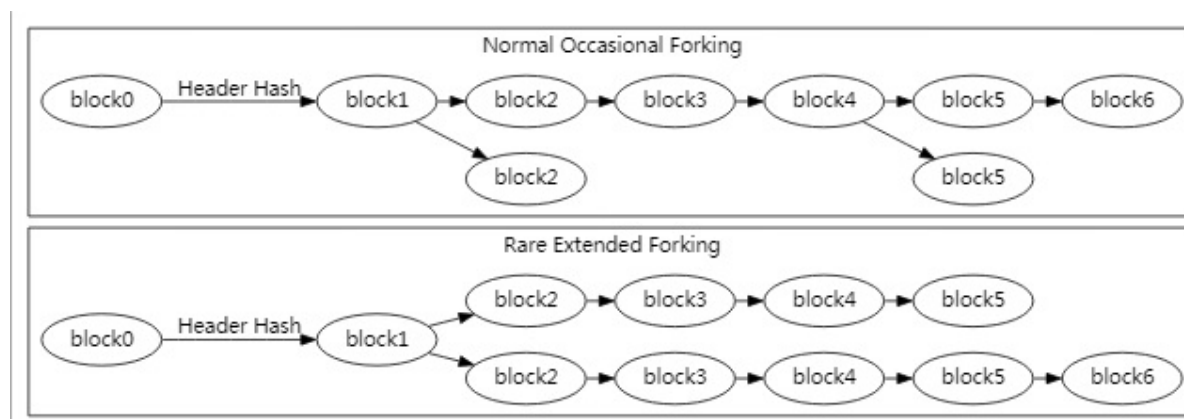 Normal Occasional Forking
block0 Header Hash block1 block2 block3 block4 block5 block6
block2 block5
Rare Extended Forking
block2 block3 block4 block5
block0 Header Hash block1
block2 block3 block4 block5 block6